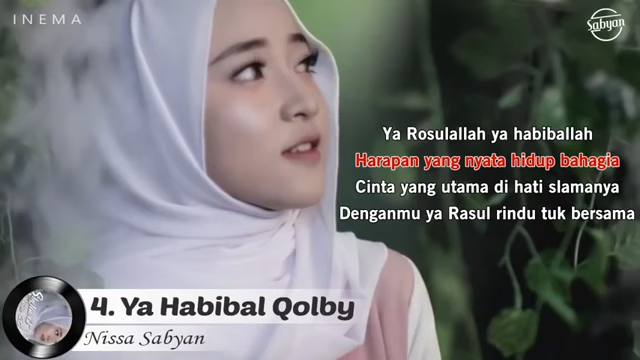 INEMA
Sabyan
Ya Rosulallah ya habiballah
Harapan yang nyata hidup bahagia
Cinta yang utama di hati slamanya
Denganmu ya Rasul rindu tuk bersama
4. Ya Habibal Qolby
Nissa Sabyan